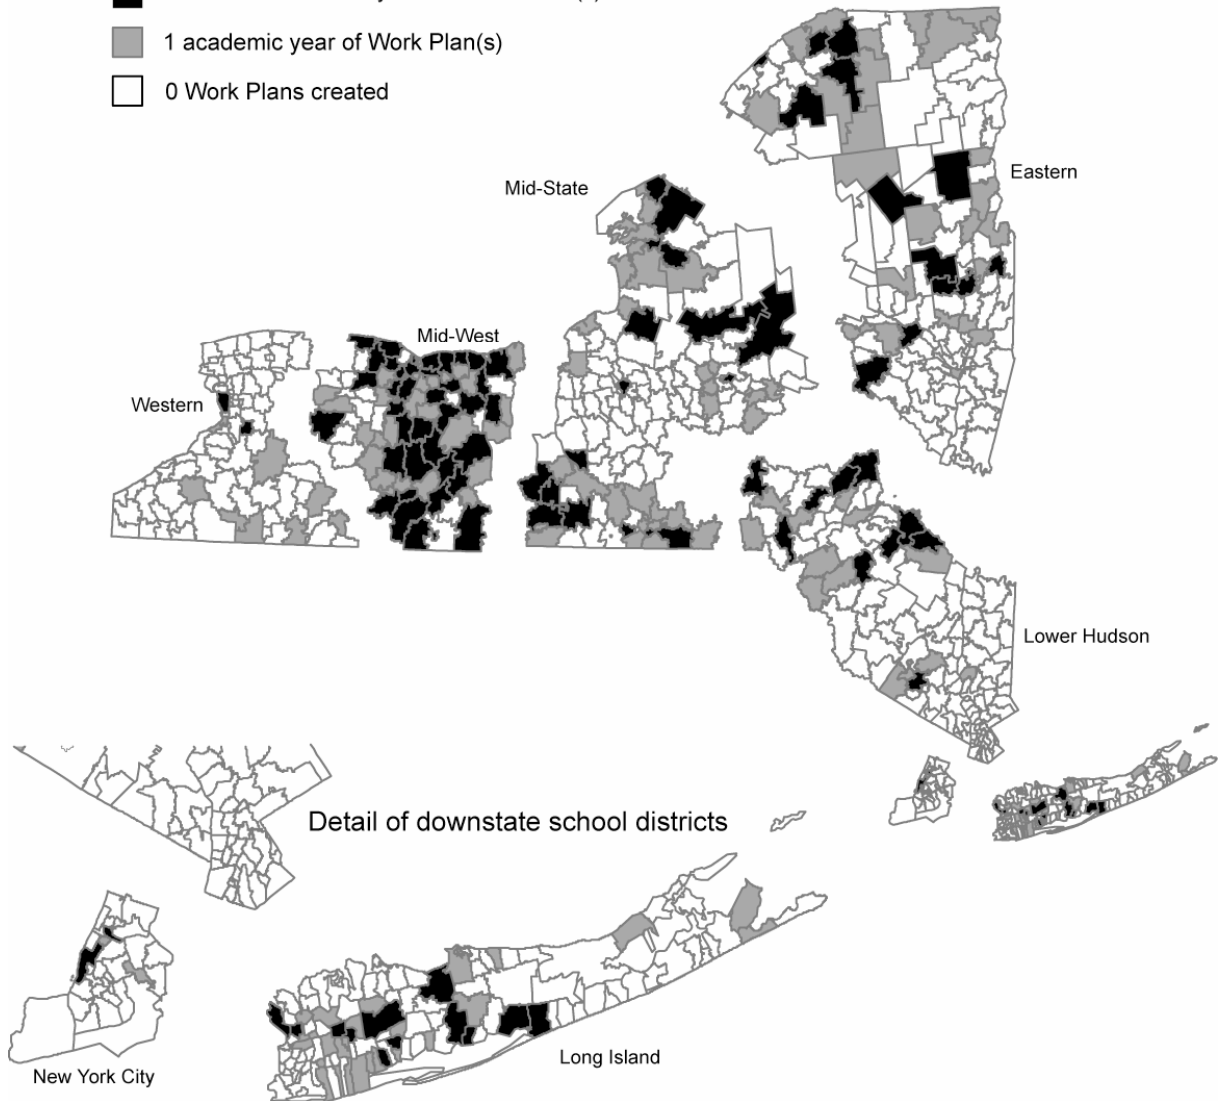 1 academic year of Work Plan(s)
0 Work Plans created
Mid-State
Eastern
Mid-West
Western
Lower Hudson
Detail of downstate school districts
Long Island
New York City